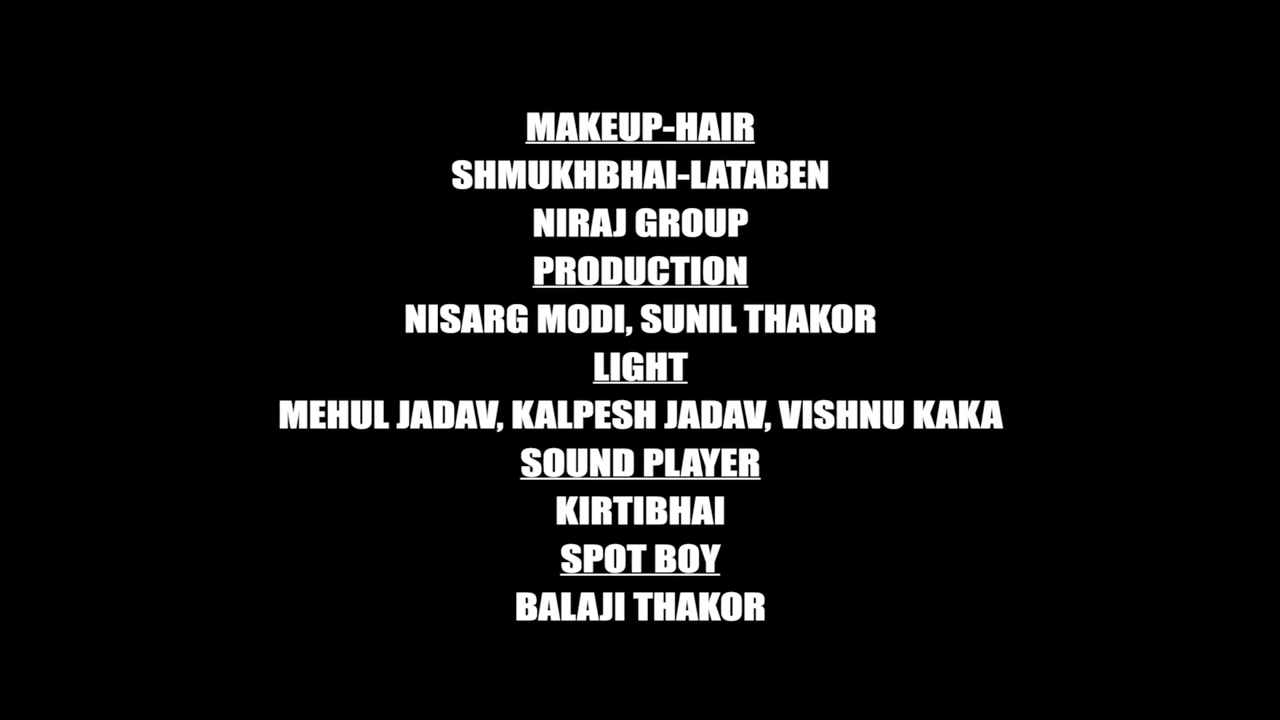 MAKEUP-HAIR
SHMUKHBHAI-LATABEN
NIRAJ GROUP
PRODUCTION
NISARG MODI, SUNIL THAKOR
LIGHT
MEHUL JADAV, KALPESH JADAV, VISHNU KAKA
SOUND PLAYER
KIRTIBHAI
SPOT BOY
BALAJI THAKOR